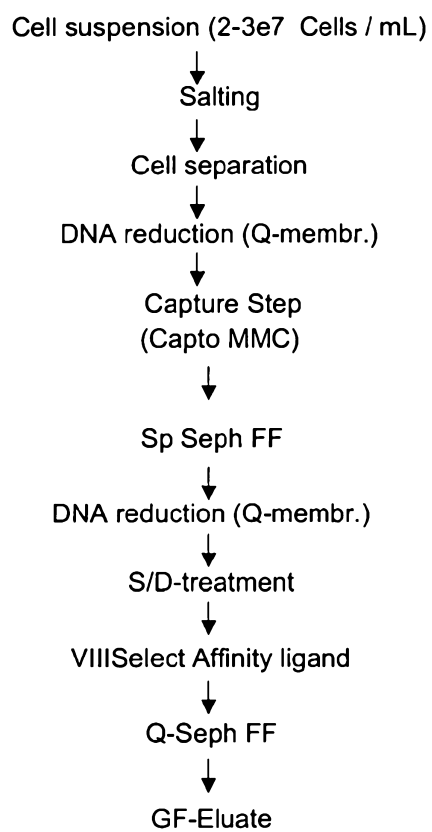 Cell suspension (2-3e7 Cells / mL)
Salting
Cell separation
DNA reduction (Q-membr.)
Capture Step
(Capto MMC)
Sp Seph FF
DNA reduction (Q-membr.)
S/D-treatment
VIIISelect Affinity ligand
Q-Seph FF
GF-Eluate